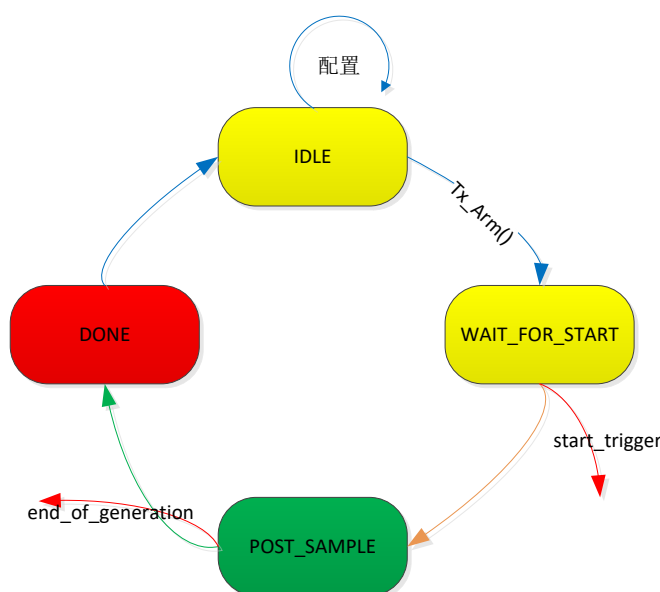 配置
IDLE
Tx_Arm()
DONE
WAIT_FOR_START
start_trigger
end_of_generation
POST_SAMPLE